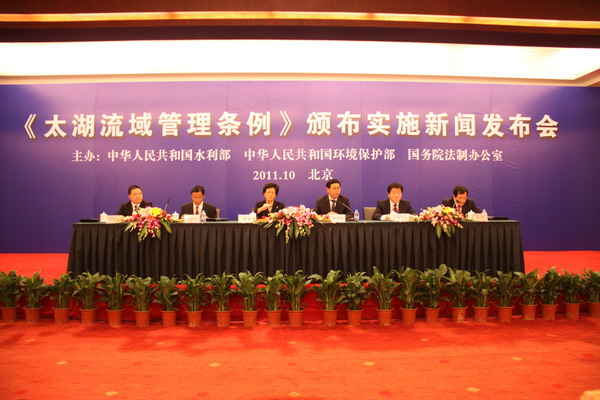 《太湖流域管理条例》颁布实施新闻发布会
主办：中华人民共和国水利部 中华人民共和国环境保护部 国务院法制办公室
2011.10 北京